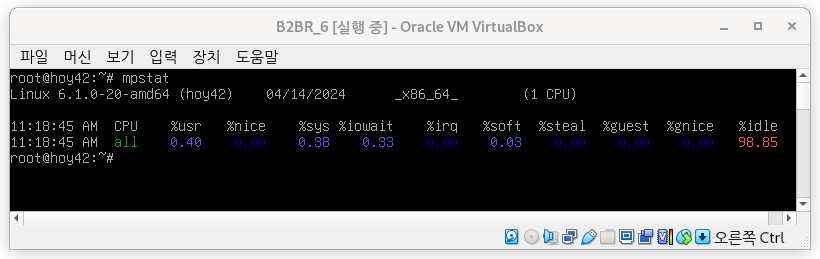 B2BR_6 [실행 중] - Oracle VM VirtualBox
파일 머신 보기 입력 장치 도움말
root@hoy42:~# mpstat
Linux 6.1.0-20-amd64 (hoy42) 04/14/2024 _x86_64_ (1 CPU)
11:18:45 AM CPU %usr %nice %sys %iowait %irq %soft %steal %guest %gnice %idle
11:18:45 AM all 0.40 0.00 0.38 0.33 0.00 0.03 0.00 0.00 0.00 98.85
root@hoy42:~#
오른쪽 Ctrl